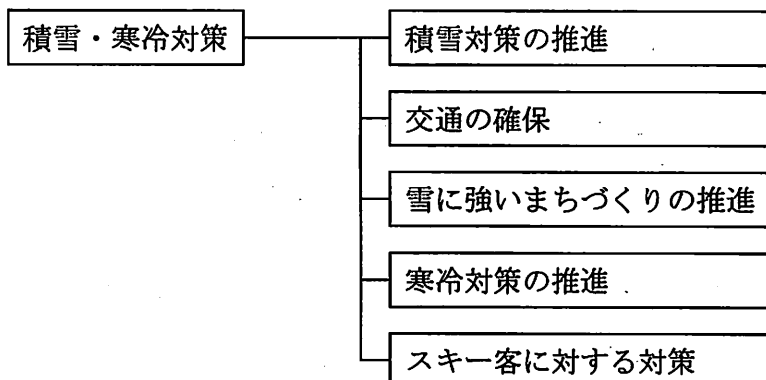 積雪・寒冷対策
積雪対策の推進
交通の確保
雪に強いまちづくりの推進
寒冷対策の推進
スキー客に対する対策